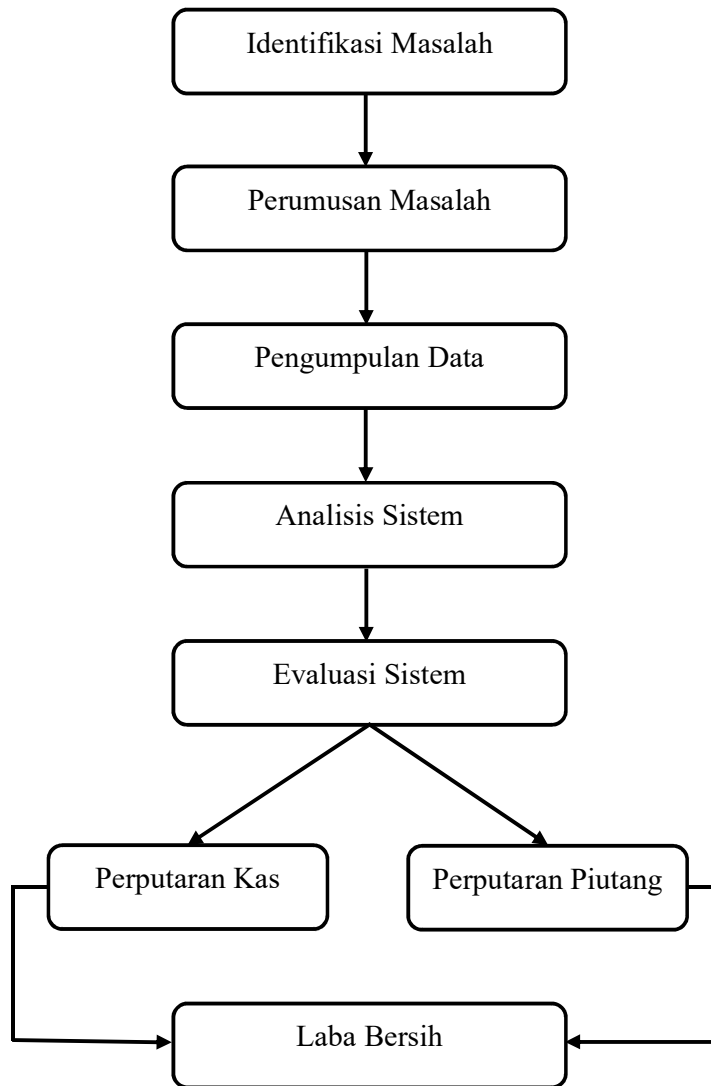 Identifikasi Masalah
Perumusan Masalah
Pengumpulan Data
Analisis Sistem
Evaluasi Sistem
Perputaran Kas
Perputaran Piutang
Laba Bersih